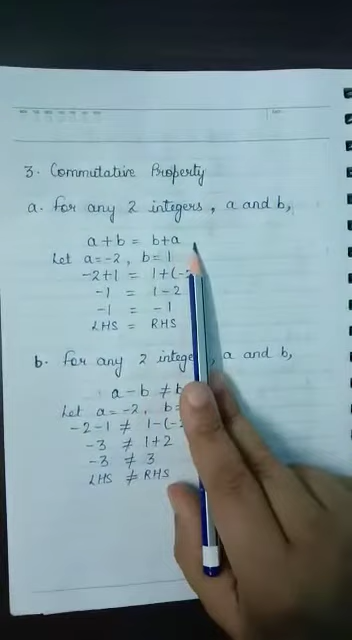 3. Commutative Property
a. For any 2 integers, a and b,
a+b = b+a
Let a=-2, b=1
-2+1 = 1+(-2
-1 = 1-2
-1 = -1
LHS = RHS
b. For any 2 intege , a and b,
a-b ≠ b
Let a=-2, b=
-2-1 ≠ 1-(-2
-3 ≠ 1+2
-3 ≠ 3
LHS ≠ RHS